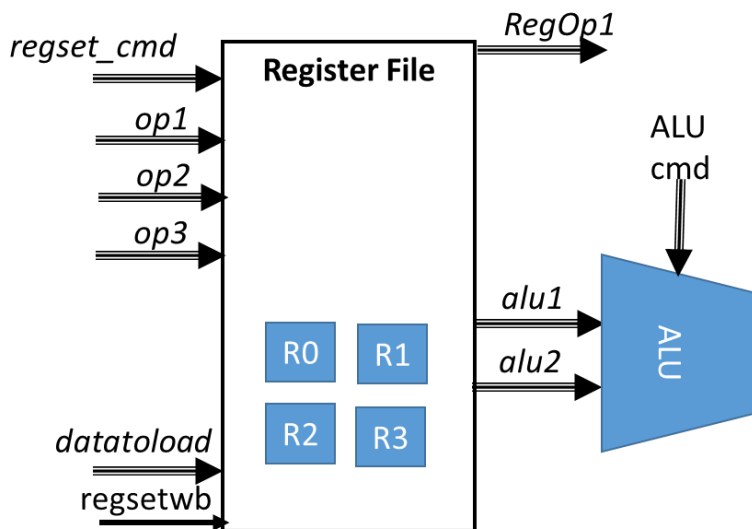 regset_cmd
op1
op2
op3
datatoload
regsetwb
Register File
R0
R1
R2
R3
RegOp1
alu1
alu2
ALU
cmd
ALU